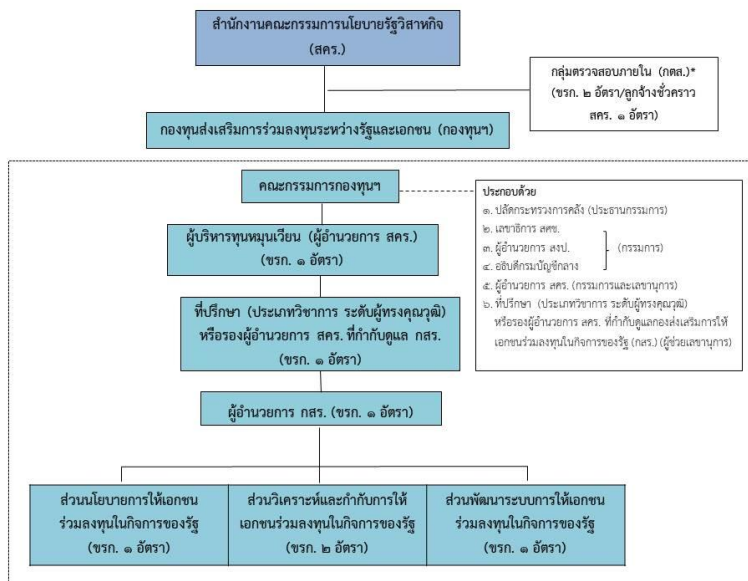 สำนักงานคณะกรรมการนโยบายรัฐวิสาหกิจ
(สคร.)
กลุ่มตรวจสอบภายใน (กตส.)*
(ขรก. ๒ อัตรา/ลูกจ้างชั่วคราว
สคร. ๑ อัตรา)
กองทุนส่งเสริมการร่วมลงทุนระหว่างรัฐและเอกชน (กองทุนฯ)
คณะกรรมการกองทุนฯ
ประกอบด้วย
๑. ปลัดกระทรวงการคลัง (ประธานกรรมการ)
๒. เลขาธิการ สศช.
๓. ผู้อำนวยการ สงป.
(กรรมการ)
๔. อธิบดีกรมบัญชีกลาง
๕. ผู้อำนวยการ สคร. (กรรมการและเลขานุการ)
๖. ที่ปรึกษา (ประเภทวิชาการ ระดับผู้ทรงคุณวุฒิ)
หรือรองผู้อำนวยการ สคร. ที่กำกับดูแลกองส่งเสริมการให้
เอกชนร่วมลงทุนในกิจการของรัฐ (กสร.) (ผู้ช่วยเลขานุการ)
ผู้บริหารทุนหมุนเวียน (ผู้อำนวยการ สคร.)
(ขรก. ๑ อัตรา)
ที่ปรึกษา (ประเภทวิชาการ ระดับผู้ทรงคุณวุฒิ)
หรือรองผู้อำนวยการ สคร. ที่กำกับดูแล กสร.
(ขรก. ๑ อัตรา)
ผู้อำนวยการ กสร. (ขรก. ๑ อัตรา)
ส่วนนโยบายการให้เอกชน
ร่วมลงทุนในกิจการของรัฐ
(ขรก. ๑ อัตรา)
ส่วนวิเคราะห์และกำกับการให้
เอกชนร่วมลงทุนในกิจการของรัฐ
(ขรก. ๒ อัตรา)
ส่วนพัฒนาระบบการให้เอกชน
ร่วมลงทุนในกิจการของรัฐ
(ขรก. ๑ อัตรา)